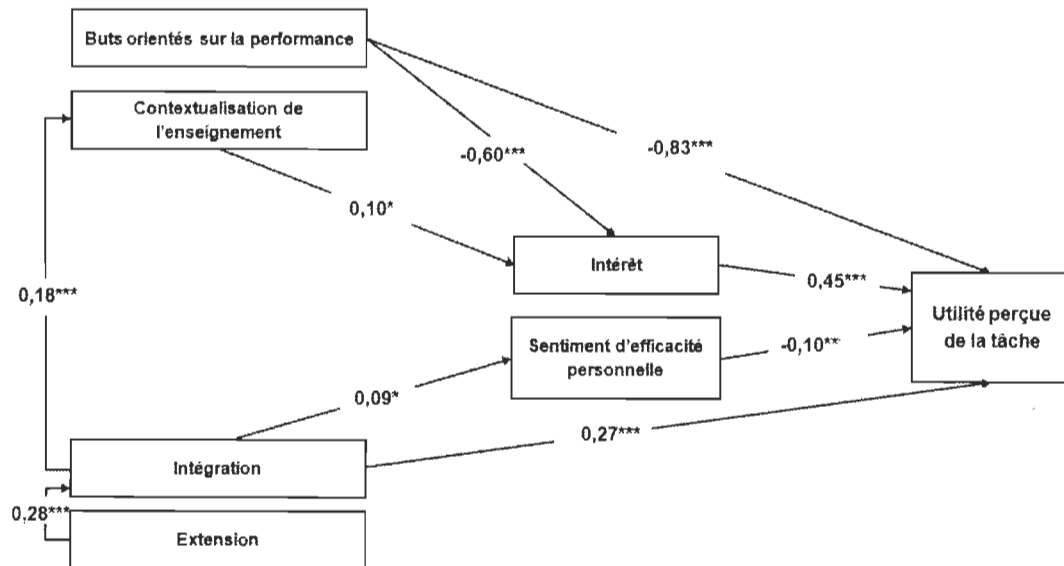 Buts orientés sur la performance
Contextualisation de
l'enseignement
-0,60***
-0,83***
0,10*
Intérêt
0,18***
0,45***
Utilité perçue
de la tâche
Sentiment d'efficacité
personnelle
-0,10**
0,09*
0,27***
Intégration
0,28***
Extension